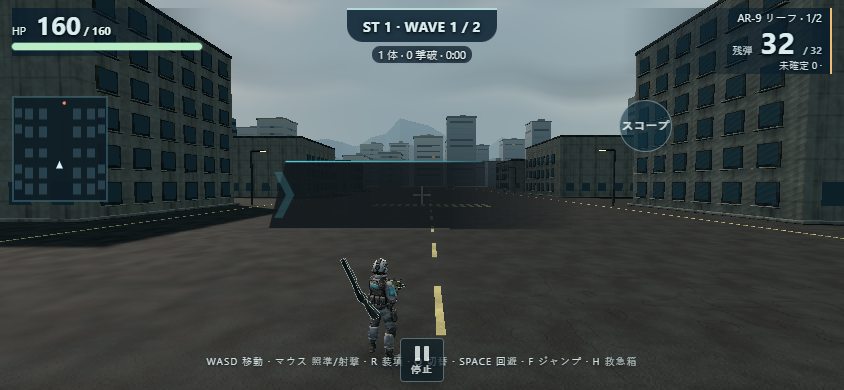 HP 160 / 160
ST 1 · WAVE 1 / 2
1 体 · 0 撃破 · 0:00
AR-9 リーフ · 1/2
残弾 32 / 32
未確定 0 ·
スコープ
WASD 移動 · マウス 照準/射撃 · R 装填 · SPACE 回避 · F ジャンプ · H 救急箱
停止